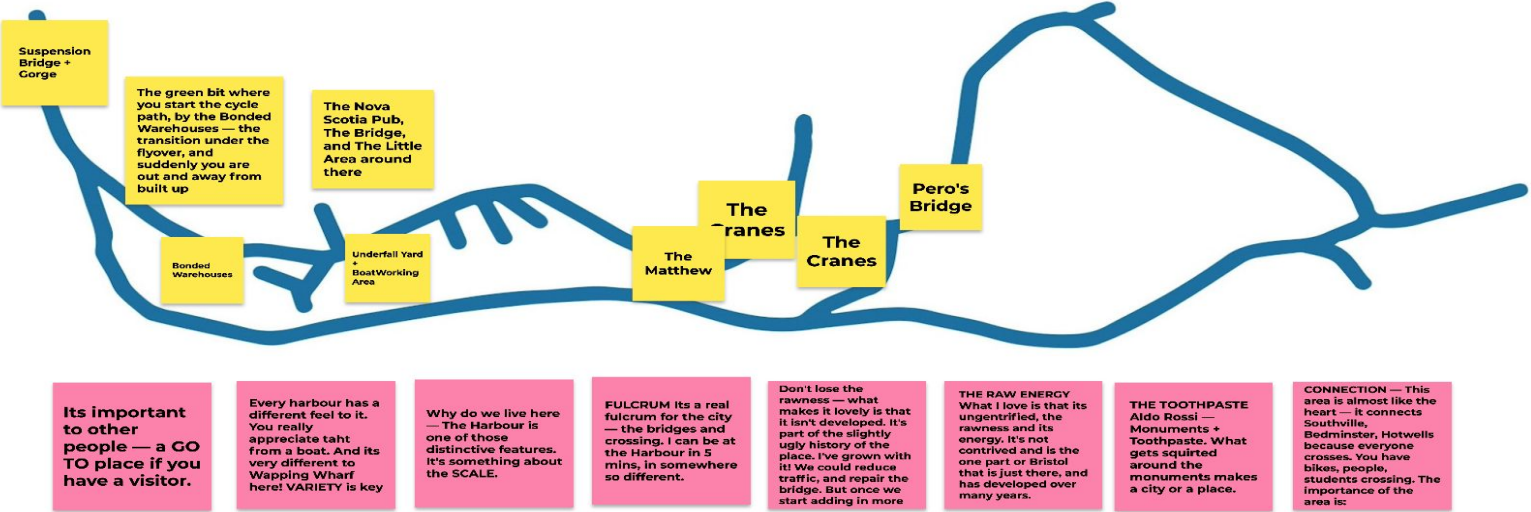 Suspension
Bridge +
Gorge
The green bit where
you start the cycle
path, by the Bonded
Warehouses — the
transition under the
flyover, and
suddenly you are
out and away from
built up
The Nova
Scotia Pub,
The Bridge,
and The Little
Area around
there
Bonded
Warehouses
Underfall Yard
+
BoatWorking
Area
The
Matthew
The
Cranes
The
Cranes
Pero's
Bridge
Its important
to other
people — a GO
TO place if you
have a visitor.
Every harbour has a
different feel to it.
You really
appreciate taht
from a boat. And its
very different to
Wapping Wharf
here! VARIETY is key
Why do we live here
— The Harbour is
one of those
distinctive features.
It's something about
the SCALE.
FULCRUM Its a real
fulcrum for the city
— the bridges and
crossing. I can be at
the Harbour in 5
mins, in somewhere
so different.
Don't lose the
rawness — what
makes it lovely is that
it isn't developed. It's
part of the slightly
ugly history of the
place. I've grown with
it! We could reduce
traffic, and repair the
bridge. But once we
start adding in more
THE RAW ENERGY
What I love is that its
ungentrified, the
rawness and its
energy. It's not
contrived and is the
one part or Bristol
that is just there, and
has developed over
many years.
THE TOOTHPASTE
Aldo Rossi —
Monuments +
Toothpaste. What
gets squirted
around the
monuments makes
a city or a place.
CONNECTION — This
area is almost like the
heart — it connects
Southville,
Bedminster, Hotwells
because everyone
crosses. You have
bikes, people,
students crossing. The
importance of the
area is: